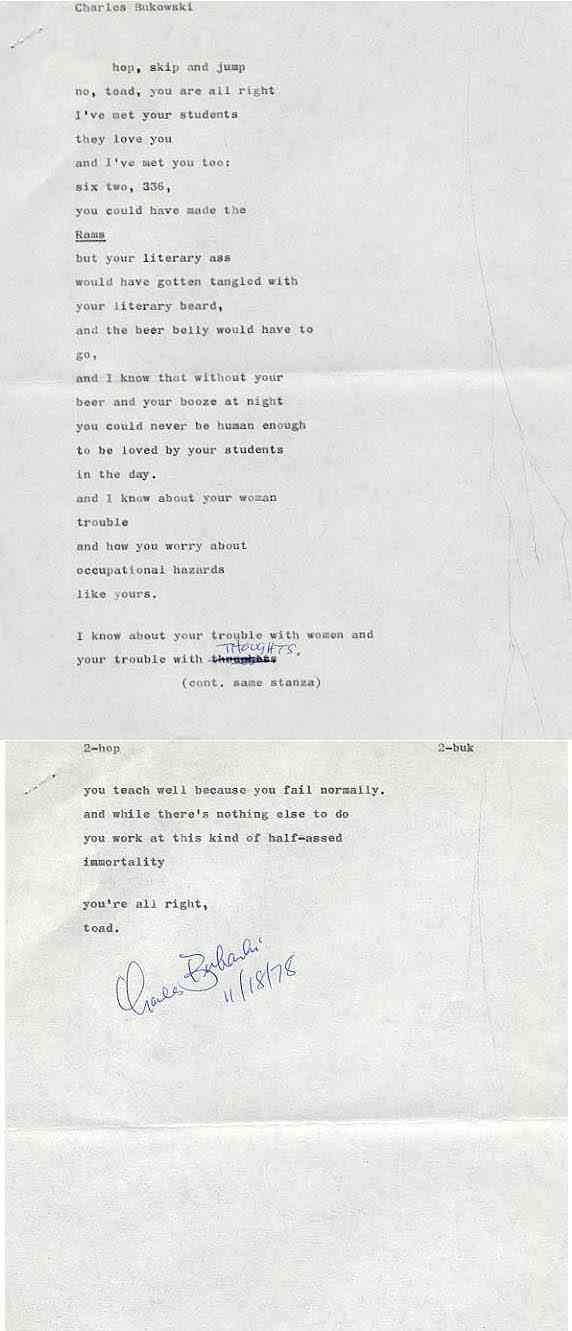 Charles Bukowski
hop, skip and jump
no, toad, you are all right
I've met your students
they love you
and I've met you too:
six two, 336,
you could have made the
Rams
but your literary ass
would have gotten tangled with
your literary beard,
and the beer belly would have to
go,
and I know that without your
beer and your booze at night
you could never be human enough
to be loved by your students
in the day.
and I know about your woman
trouble
and how you worry about
occupational hazards
like yours.
I know about your trouble with women and
THOUGHTS.
your trouble with thoughts
(cont. same stanza)
2-hop 2-buk
you teach well because you fail normally.
and while there's nothing else to do
you work at this kind of half-assed
immortality
you're all right,
toad.
Charles Bukowski
11/18/78